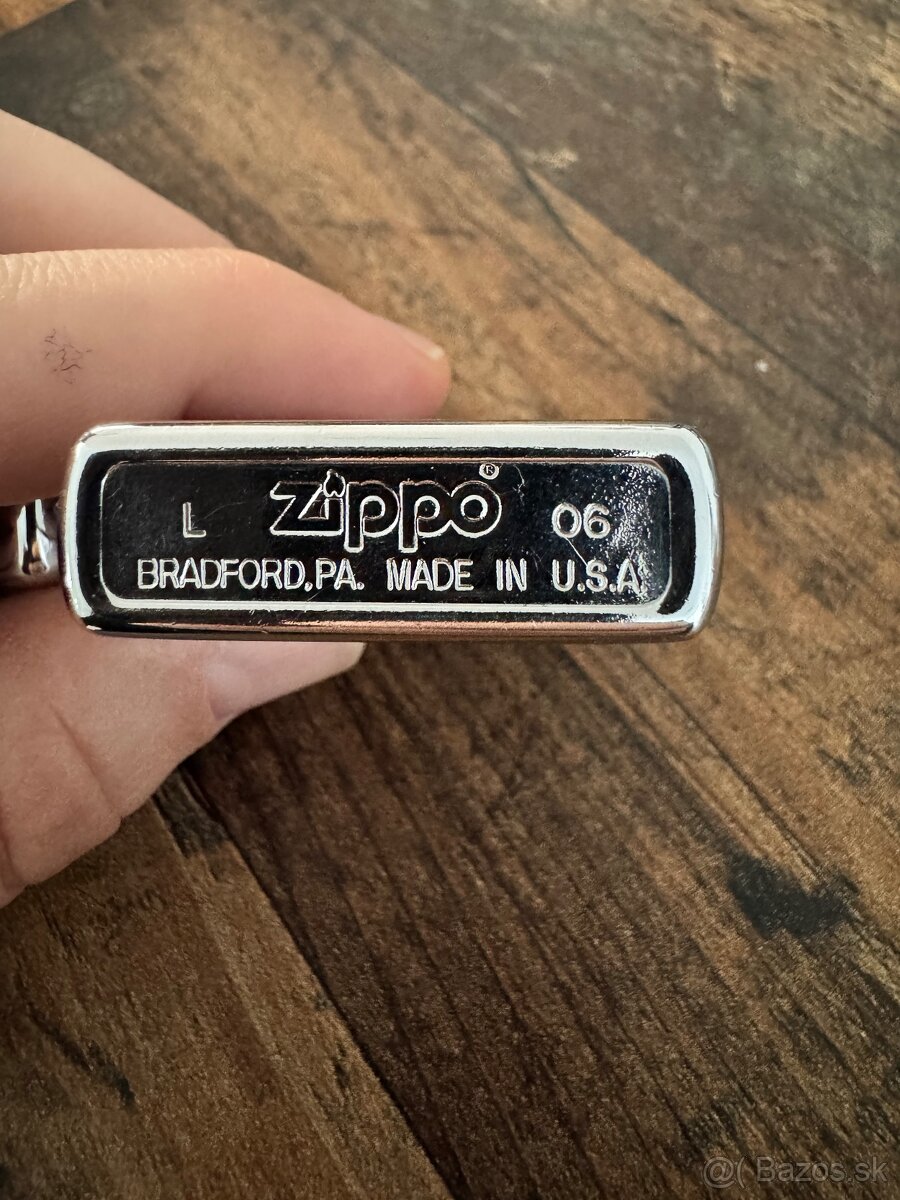 L zippo® 06
BRADFORD,PA. MADE IN U.S.A
@( Bazos.sk